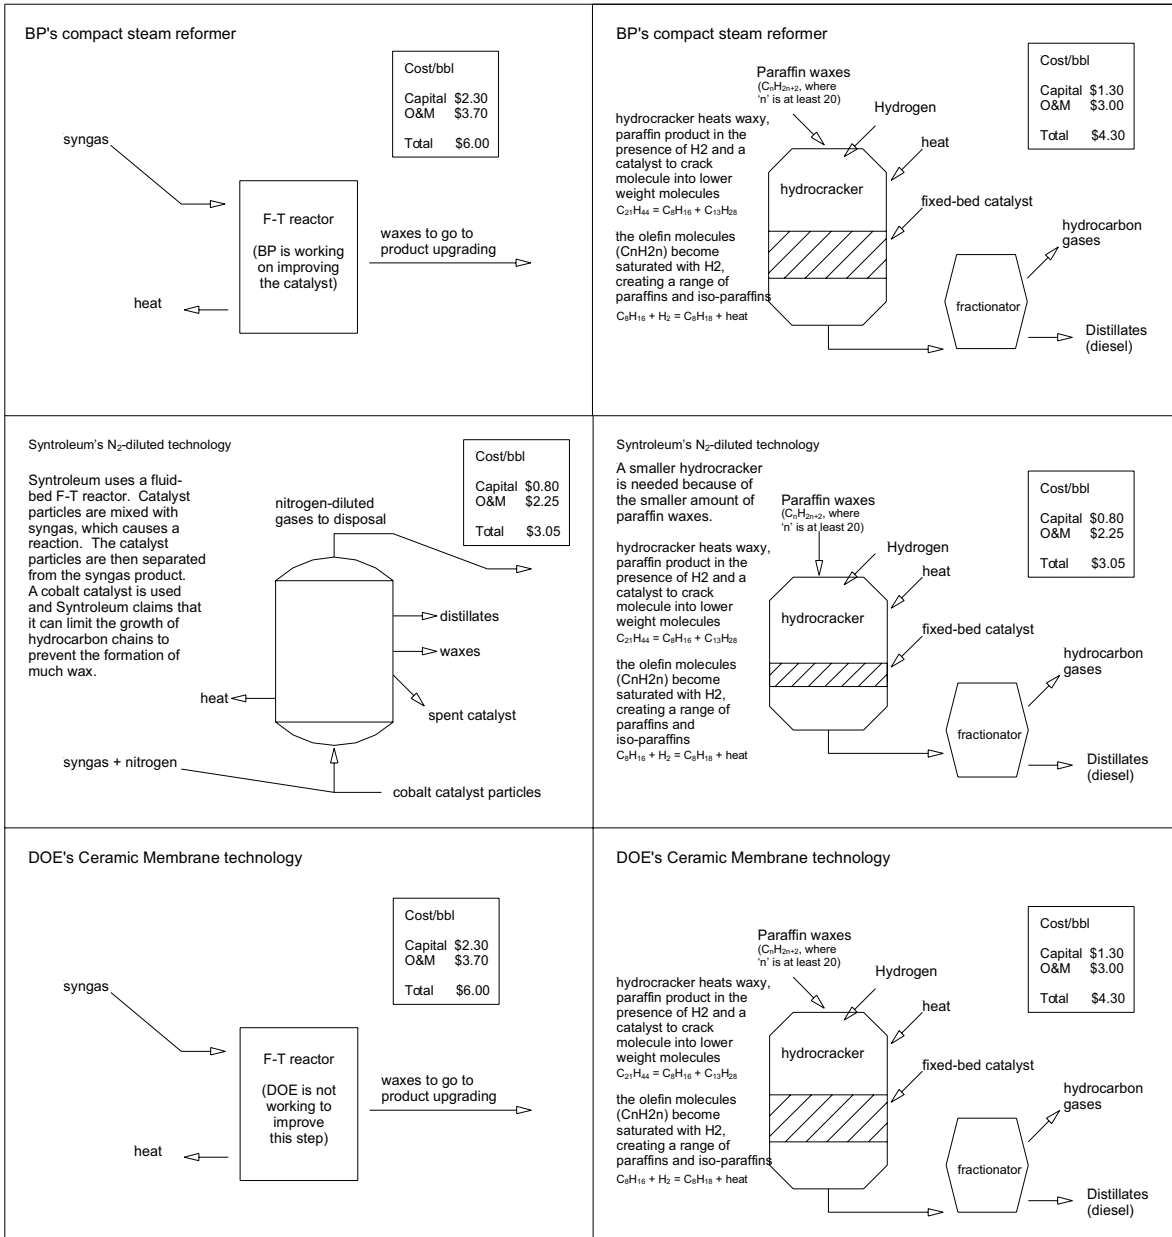 BP's compact steam reformer
Cost/bbl
Capital $2.30
O&M $3.70
Total $6.00
syngas
F-T reactor
(BP is working
on improving
the catalyst)
waxes to go to
product upgrading
heat
BP's compact steam reformer
Cost/bbl
Capital $1.30
O&M $3.00
Total $4.30
Paraffin waxes
(CₙH₂ₙ₊₂, where
'n' is at least 20)
Hydrogen
hydrocracker heats waxy,
paraffin product in the
presence of H2 and a
catalyst to crack
molecule into lower
weight molecules
C₂₁H₄₄ = C₈H₁₆ + C₁₃H₂₈
heat
hydrocracker
fixed-bed catalyst
the olefin molecules
(CnH2n) become
saturated with H2,
creating a range of
paraffins and iso-paraffins
C₈H₁₆ + H₂ = C₈H₁₈ + heat
hydrocarbon
gases
fractionator
Distillates
(diesel)
Syntroleum's N₂-diluted technology
Syntroleum uses a fluid-
bed F-T reactor. Catalyst
particles are mixed with
syngas, which causes a
reaction. The catalyst
particles are then separated
from the syngas product.
A cobalt catalyst is used
and Syntroleum claims that
it can limit the growth of
hydrocarbon chains to
prevent the formation of
much wax.
Cost/bbl
Capital $0.80
O&M $2.25
Total $3.05
nitrogen-diluted
gases to disposal
distillates
waxes
heat
spent catalyst
syngas + nitrogen
cobalt catalyst particles
Syntroleum's N₂-diluted technology
A smaller hydrocracker
is needed because of
the smaller amount of
paraffin waxes.
Cost/bbl
Capital $0.80
O&M $2.25
Total $3.05
Paraffin waxes
(CₙH₂ₙ₊₂, where
'n' is at least 20)
Hydrogen
hydrocracker heats waxy,
paraffin product in the
presence of H2 and a
catalyst to crack
molecule into lower
weight molecules
C₂₁H₄₄ = C₈H₁₆ + C₁₃H₂₈
heat
hydrocracker
fixed-bed catalyst
the olefin molecules
(CnH2n) become
saturated with H2,
creating a range of
paraffins and
iso-paraffins
C₈H₁₆ + H₂ = C₈H₁₈ + heat
hydrocarbon
gases
fractionator
Distillates
(diesel)
DOE's Ceramic Membrane technology
Cost/bbl
Capital $2.30
O&M $3.70
Total $6.00
syngas
F-T reactor
(DOE is not
working to
improve
this step)
waxes to go to
product upgrading
heat
DOE's Ceramic Membrane technology
Cost/bbl
Capital $1.30
O&M $3.00
Total $4.30
Paraffin waxes
(CₙH₂ₙ₊₂, where
'n' is at least 20)
Hydrogen
hydrocracker heats waxy,
paraffin product in the
presence of H2 and a
catalyst to crack
molecule into lower
weight molecules
C₂₁H₄₄ = C₈H₁₆ + C₁₃H₂₈
heat
hydrocracker
fixed-bed catalyst
the olefin molecules
(CnH2n) become
saturated with H2,
creating a range of
paraffins and iso-paraffins
C₈H₁₆ + H₂ = C₈H₁₈ + heat
hydrocarbon
gases
fractionator
Distillates
(diesel)